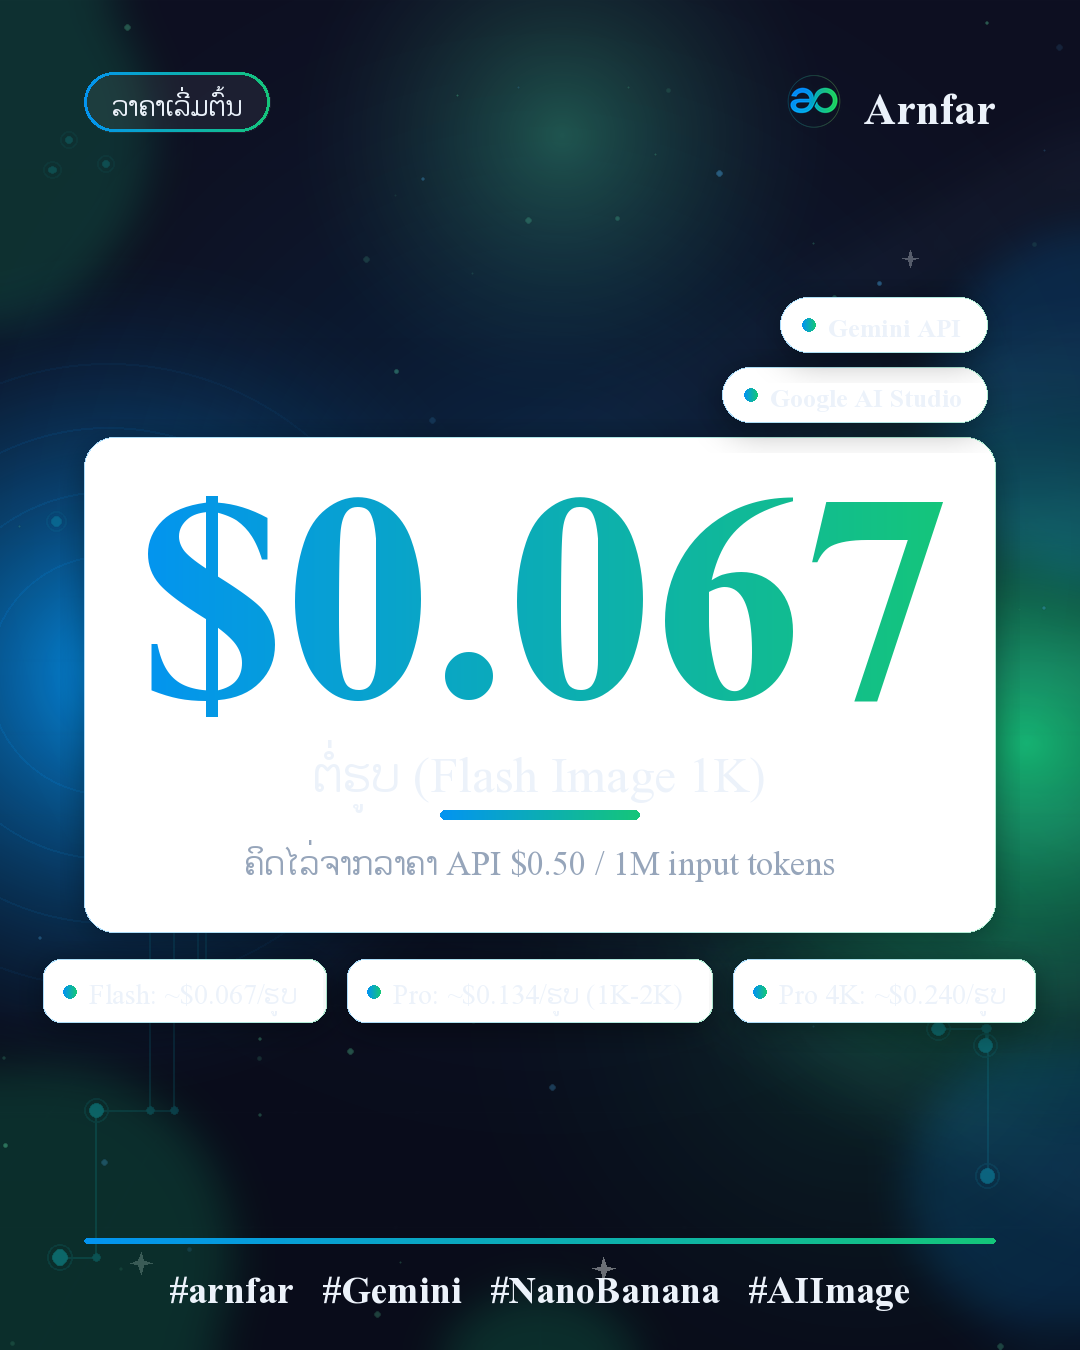 ລາຄາເລີ່ມຕົ້ນ
Arnfar
Gemini API
Google AI Studio
$0.067
ຕໍ່ຮູບ (Flash Image 1K)
ຄິດໄລ່ຈາກລາຄາ API $0.50 / 1M input tokens
Flash: ~$0.067/ຮູບ
Pro: ~$0.134/ຮູບ (1K-2K)
Pro 4K: ~$0.240/ຮູບ
#arnfar #Gemini #NanoBanana #AIImage